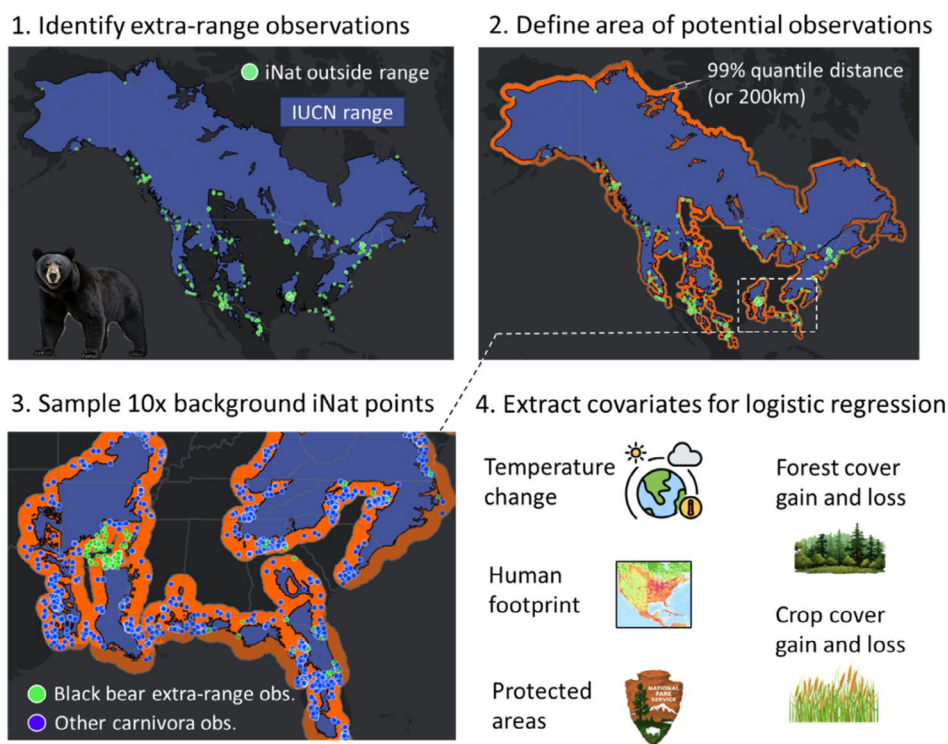 1. Identify extra-range observations
iNat outside range
IUCN range
2. Define area of potential observations
99% quantile distance
(or 200km)
3. Sample 10x background iNat points
Black bear extra-range obs.
Other carnivora obs.
4. Extract covariates for logistic regression
Temperature
change
Forest cover
gain and loss
Human
footprint
Crop cover
gain and loss
Protected
areas
NATIONAL
PARK
SERVICE